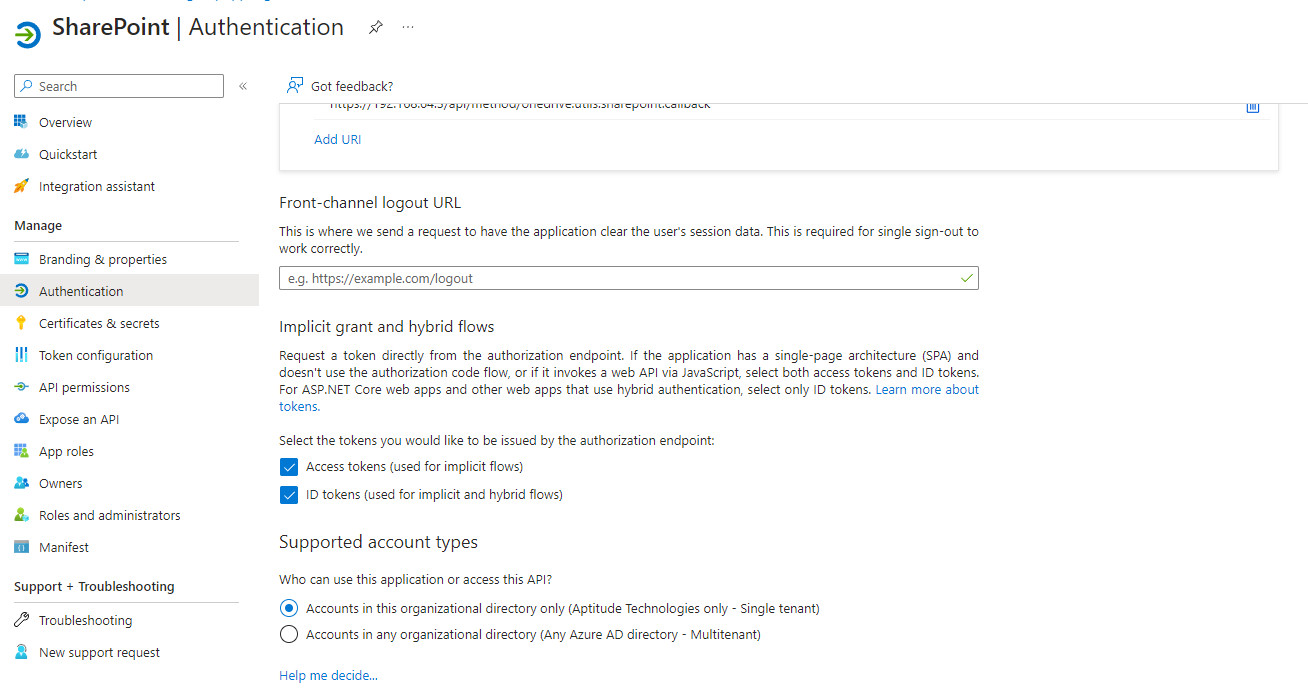 SharePoint | Authentication
Search
Got feedback?
Overview
Quickstart
Integration assistant
Manage
Branding & properties
Authentication
Certificates & secrets
Token configuration
API permissions
Expose an API
App roles
Owners
Roles and administrators
Manifest
Support + Troubleshooting
Troubleshooting
New support request
Add URI
Front-channel logout URL
This is where we send a request to have the application clear the user's session data. This is required for single sign-out to
work correctly.
e.g. https://example.com/logout
Implicit grant and hybrid flows
Request a token directly from the authorization endpoint. If the application has a single-page architecture (SPA) and
doesn't use the authorization code flow, or if it invokes a web API via JavaScript, select both access tokens and ID tokens.
For ASP.NET Core web apps and other web apps that use hybrid authentication, select only ID tokens. Learn more about
tokens.
Select the tokens you would like to be issued by the authorization endpoint:
Access tokens (used for implicit flows)
ID tokens (used for implicit and hybrid flows)
Supported account types
Who can use this application or access this API?
Accounts in this organizational directory only (Aptitude Technologies only - Single tenant)
Accounts in any organizational directory (Any Azure AD directory - Multitenant)
Help me decide...